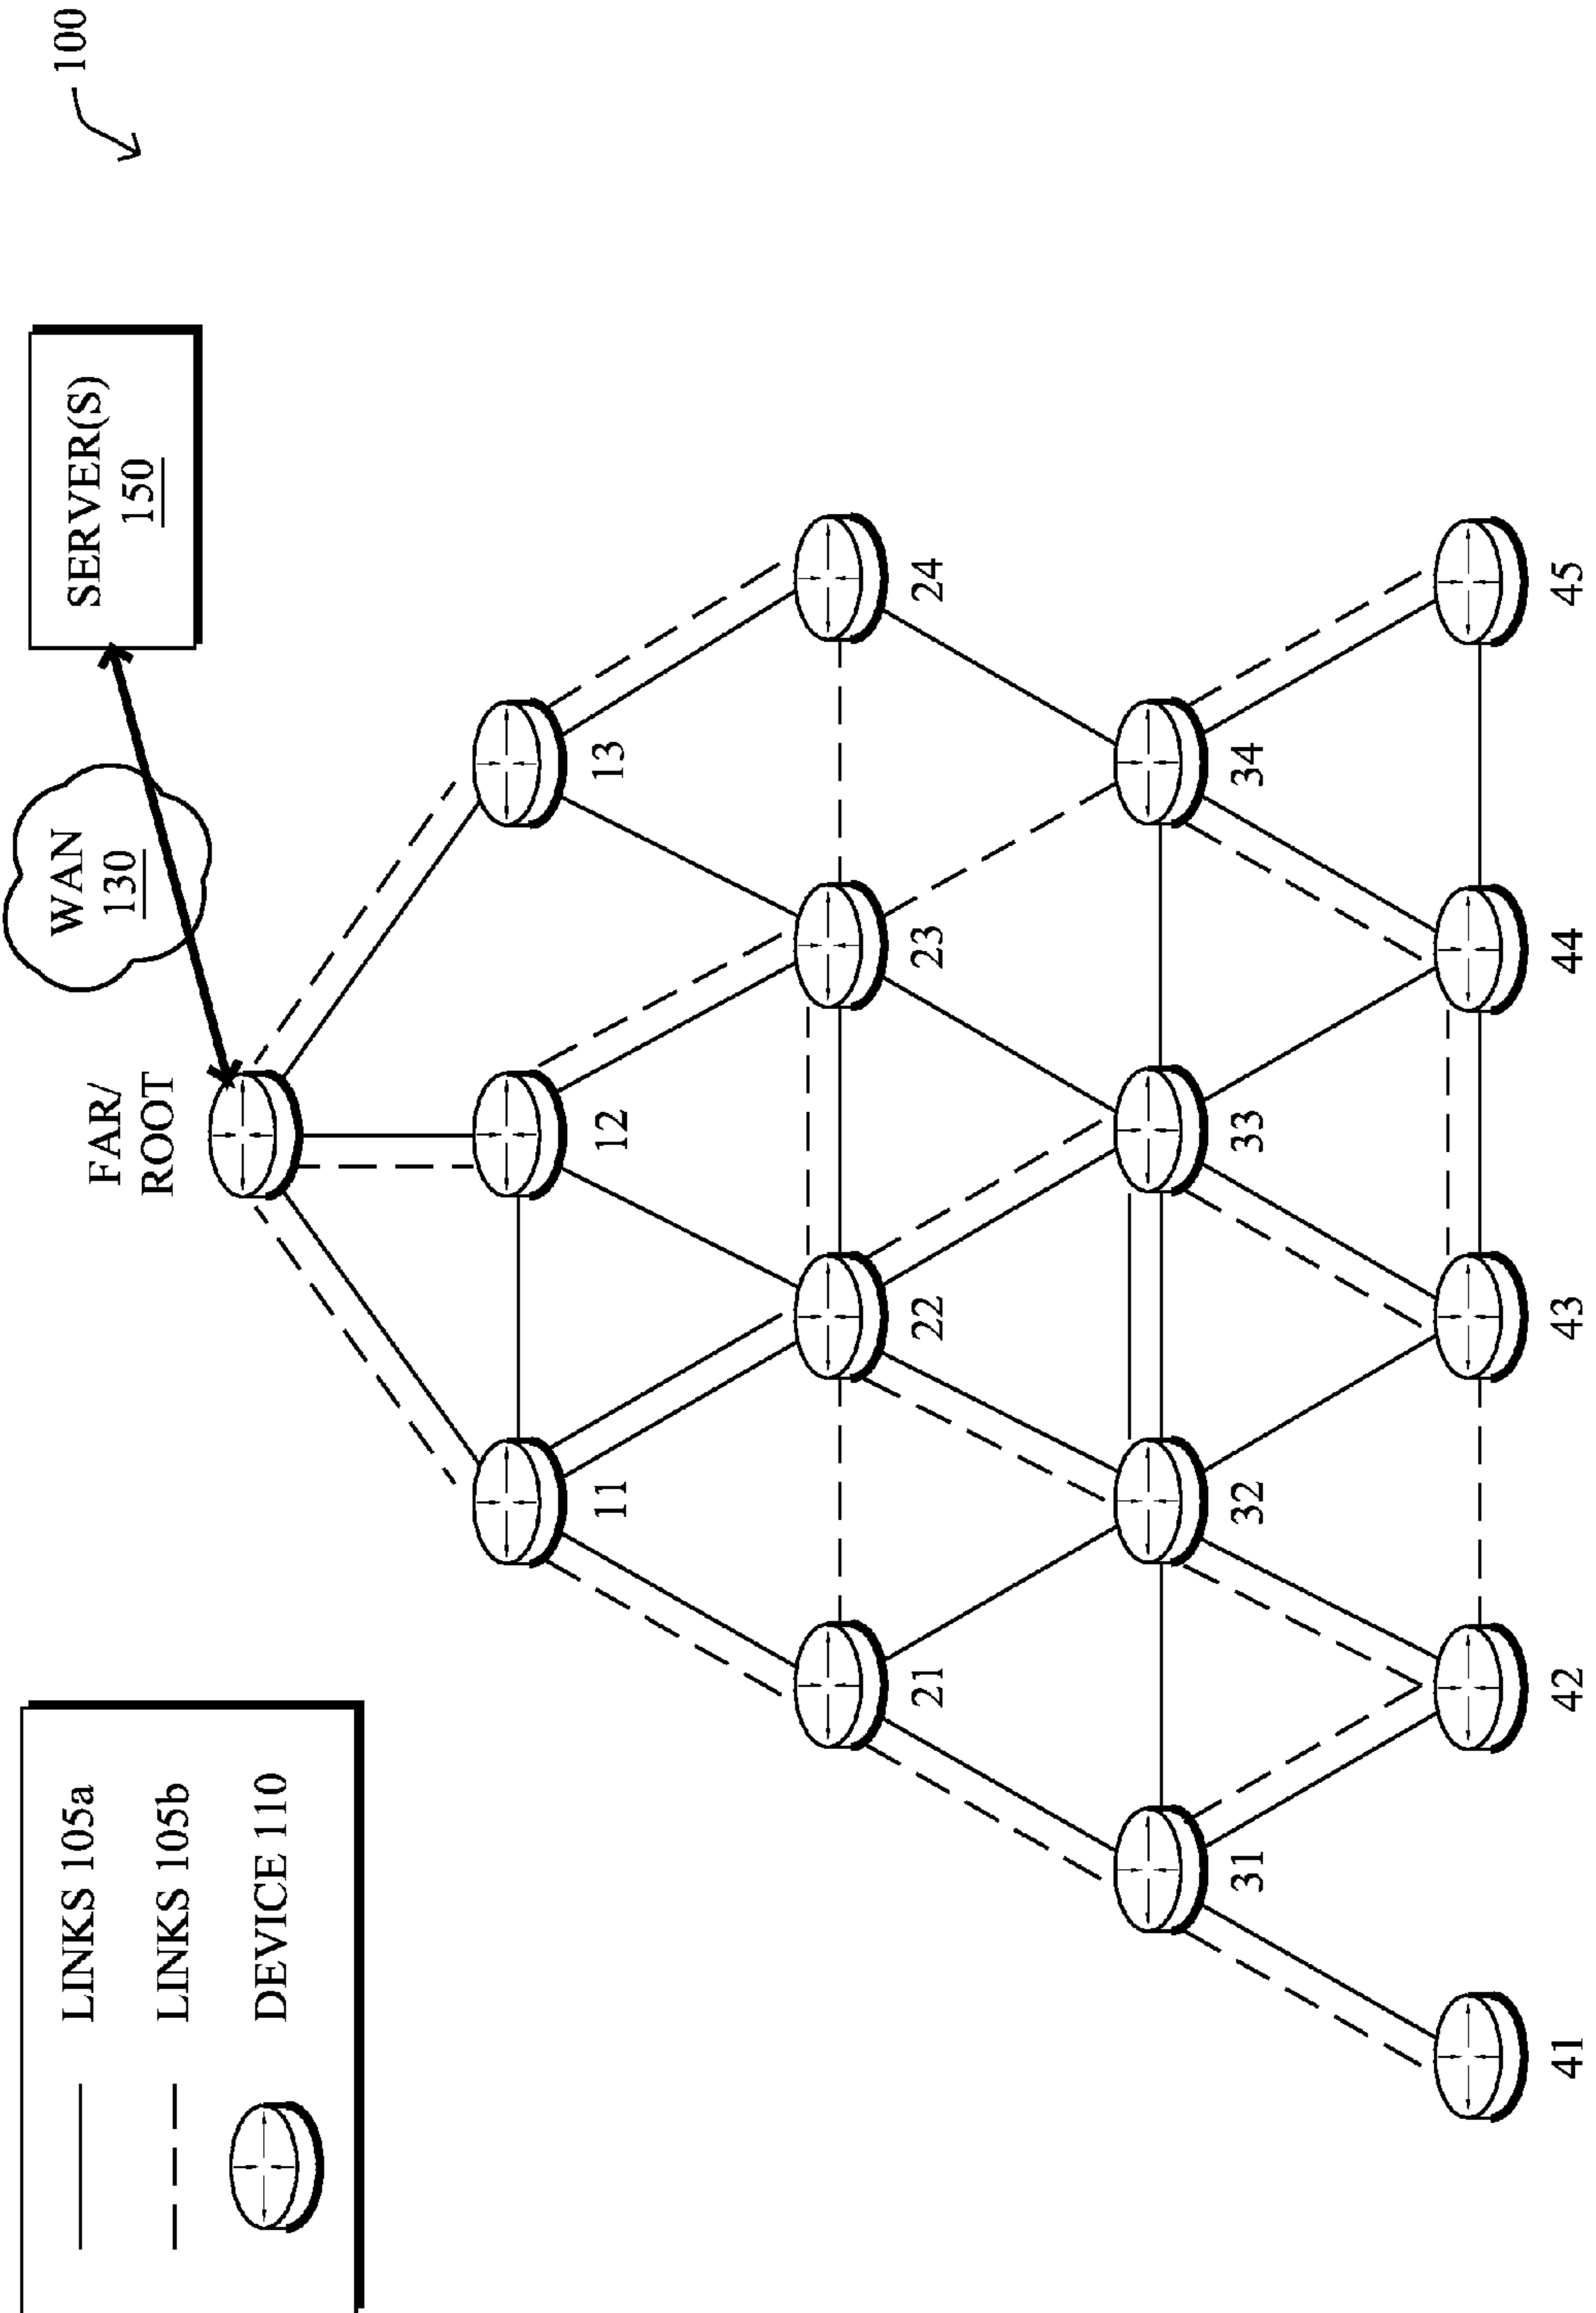 100
SERVER(S)
150
WAN
130
FAR/
ROOT
LINKS 105a
LINKS 105b
DEVICE 110
11
12
13
21
22
23
24
31
32
33
34
41
42
43
44
45